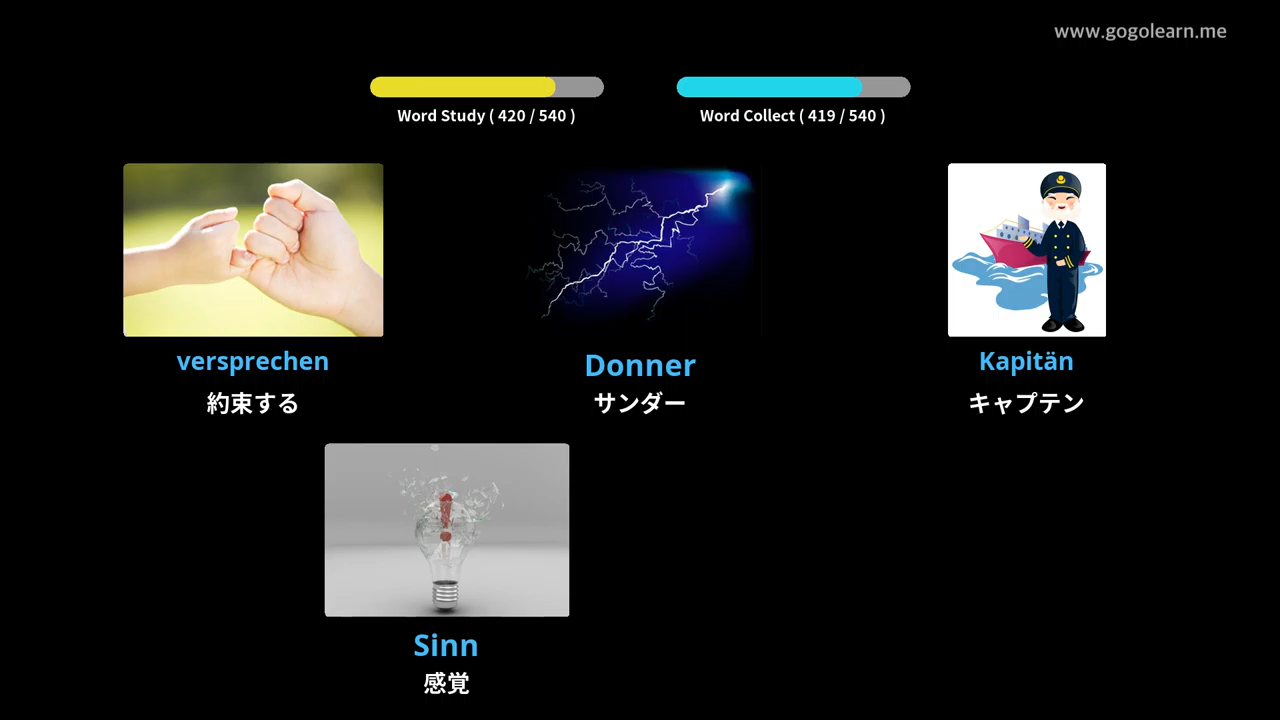 www.gogolearn.me
Word Study ( 420 / 540 )
Word Collect ( 419 / 540 )
versprechen
約束する
Donner
サンダー
Kapitän
キャプテン
Sinn
感覚